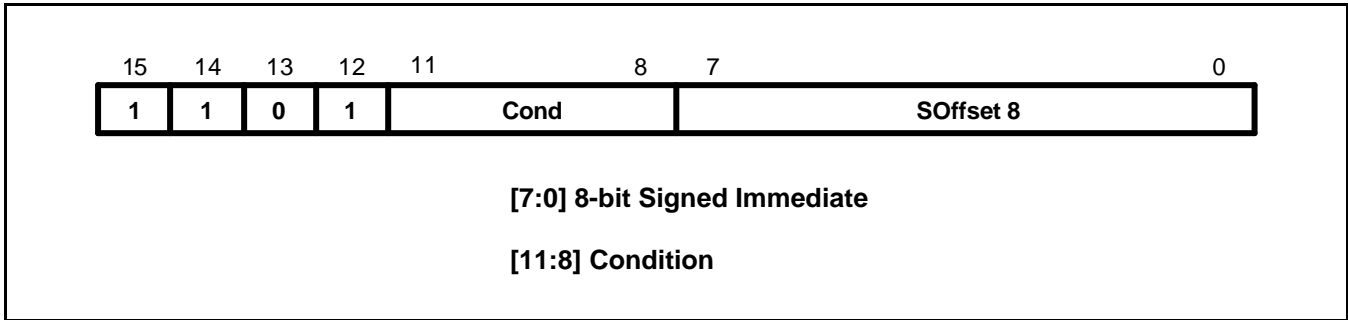 15 14 13 12 11 8 7 0
1 1 0 1 Cond SOffset 8
[7:0] 8-bit Signed Immediate
[11:8] Condition